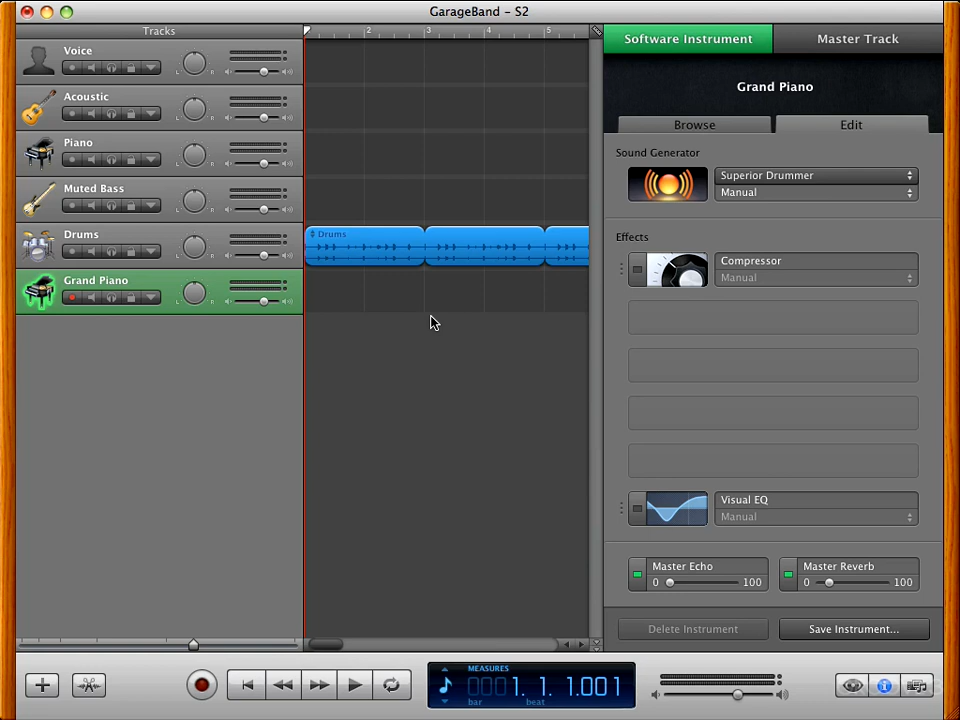 GarageBand - S2
Tracks
2 3 4 5
Software Instrument
Master Track
Voice
L R
Acoustic
L R
Piano
L R
Muted Bass
L R
Drums
L R
Grand Piano
L R
Drums
Grand Piano
Browse
Edit
Sound Generator
Superior Drummer
Manual
Effects
Compressor
Manual
Visual EQ
Manual
Master Echo
0 100
Master Reverb
0 100
Delete Instrument
Save Instrument...
MEASURES
0001. 1. 1.001
bar beat